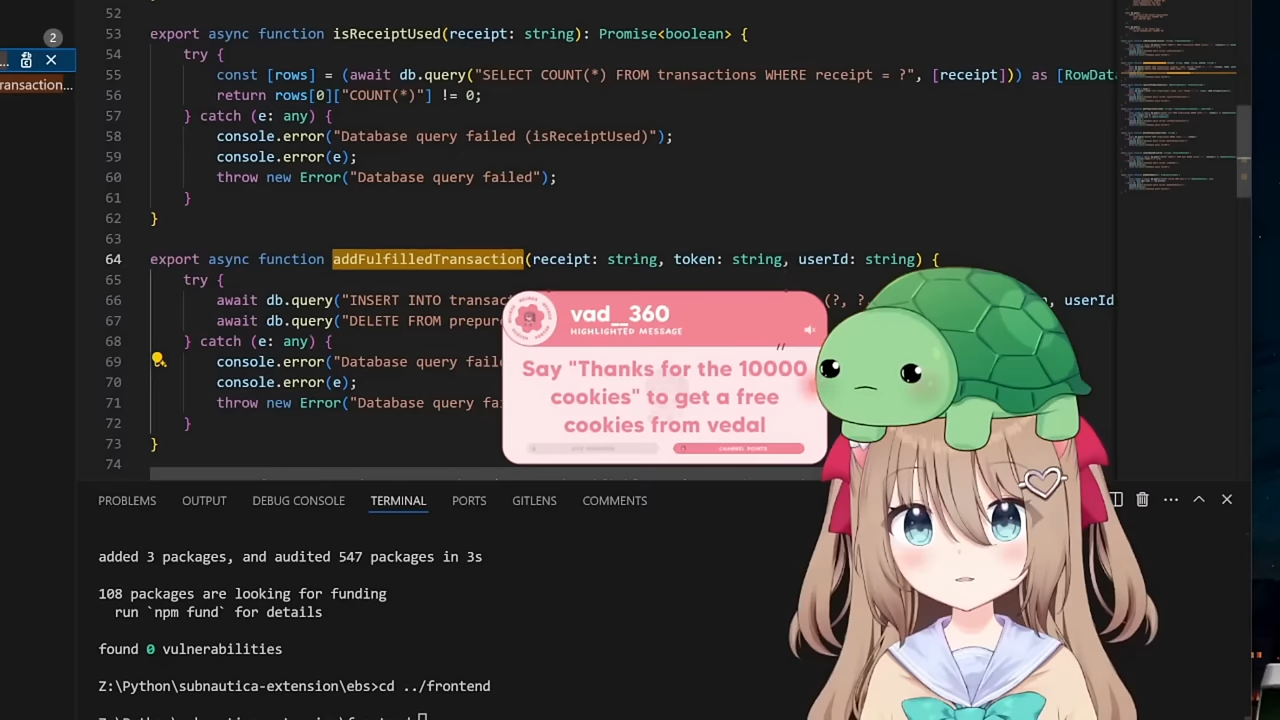 52
2
53 export async function isReceiptUsed(receipt: string): Promise<boolean> {
54 try {
...
55 const [rows] = (await db.query("SELECT COUNT(*) FROM transactions WHERE receipt = ?", [receipt])) as [RowData
ransaction...
56 return rows[0]["COUNT(*)"] != 0;
57 } catch (e: any) {
58 console.error("Database query failed (isReceiptUsed)");
59 console.error(e);
60 throw new Error("Database query failed");
61 }
62 }
63
64 export async function addFulfilledTransaction(receipt: string, token: string, userId: string) {
65 try {
66 await db.query("INSERT INTO transac (?, ?, userId
67 await db.query("DELETE FROM prepur
68 } catch (e: any) {
69 console.error("Database query faile
70 console.error(e);
71 throw new Error("Database query fai
72 }
73 }
74
vad__360
HIGHLIGHTED MESSAGE
Say "Thanks for the 10000
cookies" to get a free
cookies from vedal
CHANNEL POINTS
PROBLEMS OUTPUT DEBUG CONSOLE TERMINAL PORTS GITLENS COMMENTS
added 3 packages, and audited 547 packages in 3s
108 packages are looking for funding
run `npm fund` for details
found 0 vulnerabilities
Z:\Python\subnautica-extension\ebs>cd ../frontend